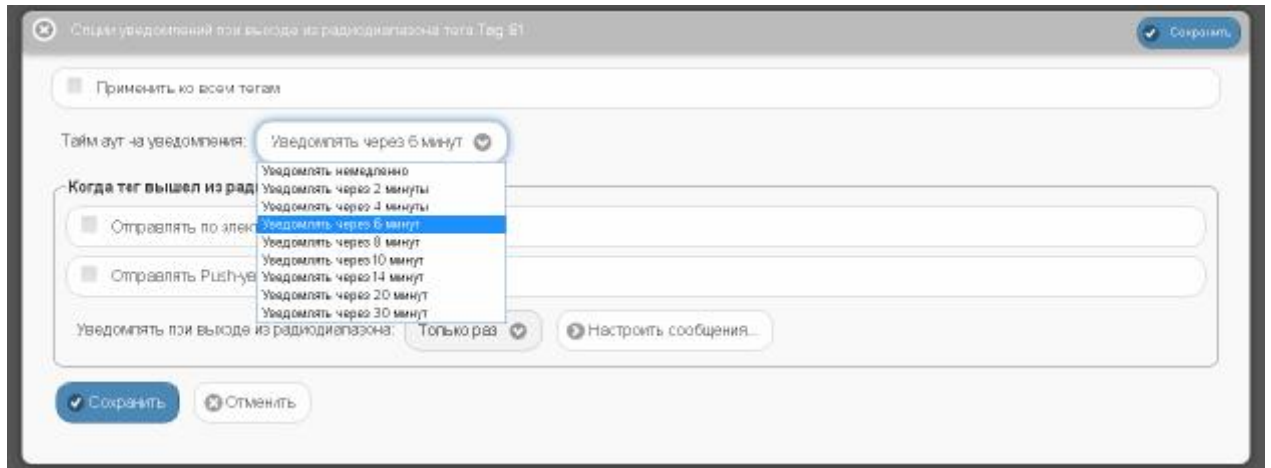 Опции уведомлений при выходе из радиодиапазона тега Tag S1
Сохранить
Применить ко всем тегам
Тайм аут на уведомления:
Уведомлять через 6 минут
Уведомлять немедленно
Уведомлять через 2 минуты
Уведомлять через 4 минуты
Уведомлять через 6 минут
Уведомлять через 8 минут
Уведомлять через 10 минут
Уведомлять через 14 минут
Уведомлять через 20 минут
Уведомлять через 30 минут
Когда тег вышел из ради
Отправлять по элек
Отправлять Push-ув
Уведомлять при выходе из радиодиапазона:
Только раз
Настроить сообщения...
Сохранить
Отменить